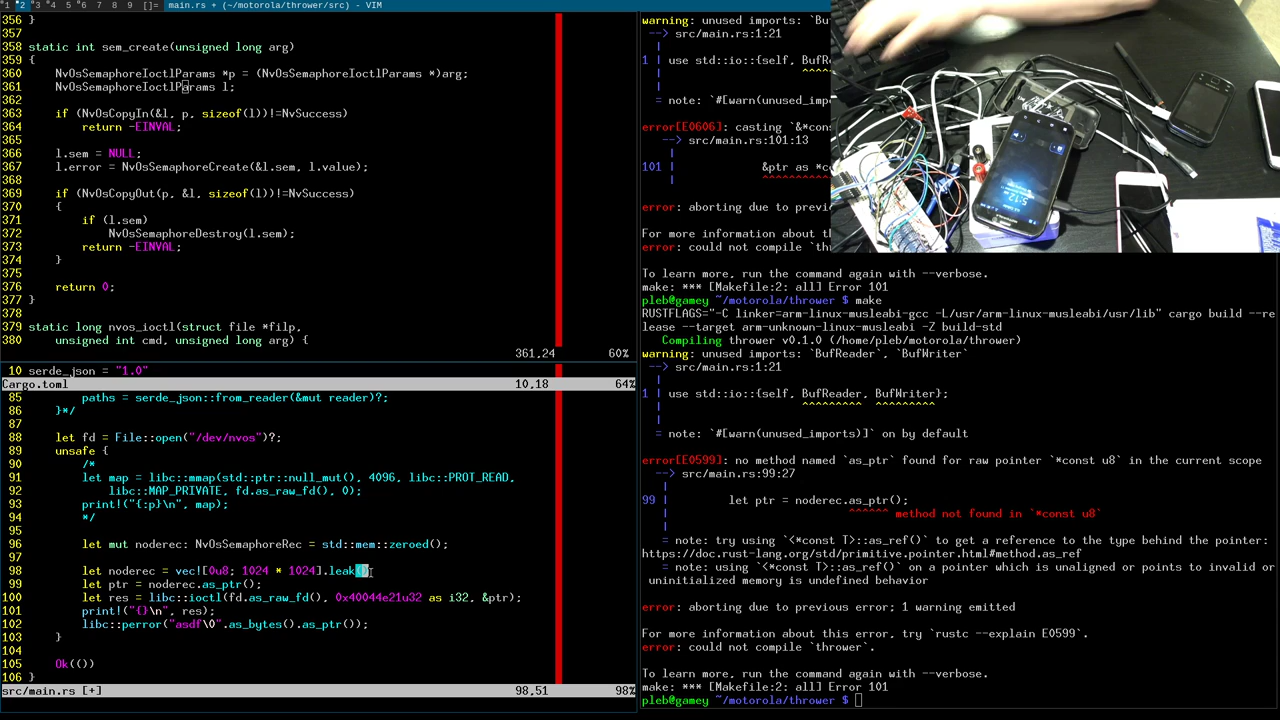 1 2 3 4 5 6 7 8 9 []= main.rs + (~/motorola/thrower/src) - VIM
356 }
357
358 static int sem_create(unsigned long arg)
359 {
360 NvOsSemaphoreIoctlParams *p = (NvOsSemaphoreIoctlParams *)arg;
361 NvOsSemaphoreIoctlParams l;
362
363 if (NvOsCopyIn(&l, p, sizeof(l))!=NvSuccess)
364 return -EINVAL;
365
366 l.sem = NULL;
367 l.error = NvOsSemaphoreCreate(&l.sem, l.value);
368
369 if (NvOsCopyOut(p, &l, sizeof(l))!=NvSuccess)
370 {
371 if (l.sem)
372 NvOsSemaphoreDestroy(l.sem);
373 return -EINVAL;
374 }
375
376 return 0;
377 }
378
379 static long nvos_ioctl(struct file *filp,
380 unsigned int cmd, unsigned long arg) {
361,24 60%
10 serde_json = "1.0"
Cargo.toml 10,18 64%
85 paths = serde_json::from_reader(&mut reader)?;
86 }*/
87
88 let fd = File::open("/dev/nvos")?;
89 unsafe {
90 /*
91 let map = libc::mmap(std::ptr::null_mut(), 4096, libc::PROT_READ,
92 libc::MAP_PRIVATE, fd.as_raw_fd(), 0);
93 print!("{:p}\n", map);
94 */
95
96 let mut noderec: NvOsSemaphoreRec = std::mem::zeroed();
97
98 let noderec = vec![0u8; 1024 * 1024].leak()
99 let ptr = noderec.as_ptr();
100 let res = libc::ioctl(fd.as_raw_fd(), 0x40044e21u32 as i32, &ptr);
101 print!("{}\n", res);
102 libc::perror("asdf\0".as_bytes().as_ptr());
103 }
104
105 Ok(())
106 }
src/main.rs [+] 98,51 98%
warning: unused imports: `BufRe
--> src/main.rs:1:21
|
1 | use std::io::{self, BufR
| ^^^^
|
= note: `#[warn(unused_impo
error[E0606]: casting `&*cons
--> src/main.rs:101:13
|
101 | &ptr as *c
| ^^^^^^^^^^
error: aborting due to previo
For more information about th
error: could not compile `thr
To learn more, run the command again with --verbose.
make: *** [Makefile:2: all] Error 101
pleb@gamey ~/motorola/thrower $ make
RUSTFLAGS="-C linker=arm-linux-musleabi-gcc -L/usr/arm-linux-musleabi/usr/lib" cargo build --re
lease --target arm-unknown-linux-musleabi -Z build-std
Compiling thrower v0.1.0 (/home/pleb/motorola/thrower)
warning: unused imports: `BufReader`, `BufWriter`
--> src/main.rs:1:21
|
1 | use std::io::{self, BufReader, BufWriter};
| ^^^^^^^^^ ^^^^^^^^^
|
= note: `#[warn(unused_imports)]` on by default
error[E0599]: no method named `as_ptr` found for raw pointer `*const u8` in the current scope
--> src/main.rs:99:27
|
99 | let ptr = noderec.as_ptr();
| ^^^^^^ method not found in `*const u8`
|
= note: try using `<*const T>::as_ref()` to get a reference to the type behind the pointer:
https://doc.rust-lang.org/std/primitive.pointer.html#method.as_ref
= note: using `<*const T>::as_ref()` on a pointer which is unaligned or points to invalid or
uninitialized memory is undefined behavior
error: aborting due to previous error; 1 warning emitted
For more information about this error, try `rustc --explain E0599`.
error: could not compile `thrower`.
To learn more, run the command again with --verbose.
make: *** [Makefile:2: all] Error 101
pleb@gamey ~/motorola/thrower $
5:12